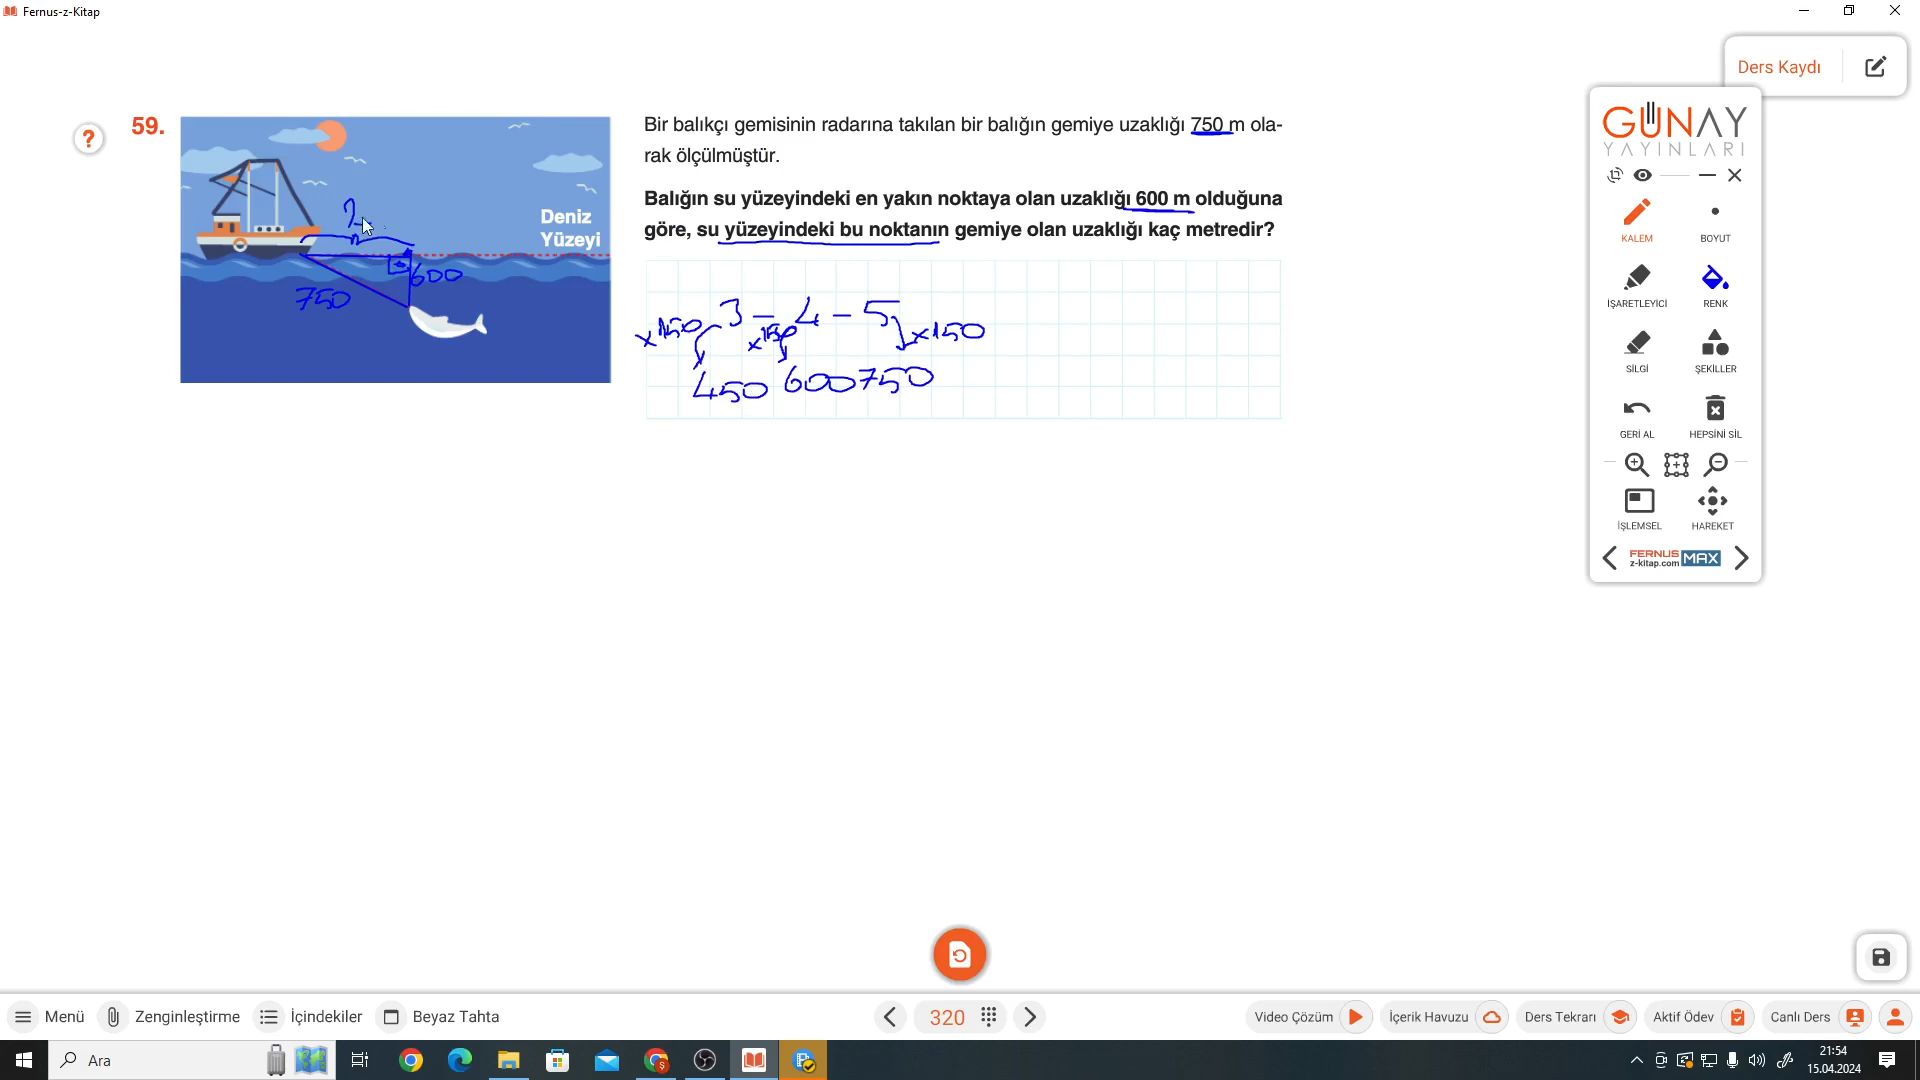 Fernus-z-Kitap
Ders Kaydı
?
59.
Bir balıkçı gemisinin radarına takılan bir balığın gemiye uzaklığı 750 m ola-
rak ölçülmüştür.
Balığın su yüzeyindeki en yakın noktaya olan uzaklığı 600 m olduğuna
göre, su yüzeyindeki bu noktanın gemiye olan uzaklığı kaç metredir?
Deniz
Yüzeyi
?
600
750
3 - 4 - 5
x150 x150 x150
450 600 750
GÜNAY
YAYINLARI
KALEM
BOYUT
İŞARETLEYİCİ
RENK
SİLGİ
ŞEKİLLER
GERİ AL
HEPSİNİ SİL
İŞLEMSEL
HAREKET
FERNUS MAX
z-kitap.com
Menü
Zenginleştirme
İçindekiler
Beyaz Tahta
320
Video Çözüm
İçerik Havuzu
Ders Tekrarı
Aktif Ödev
Canlı Ders
Ara
21:54
15.04.2024